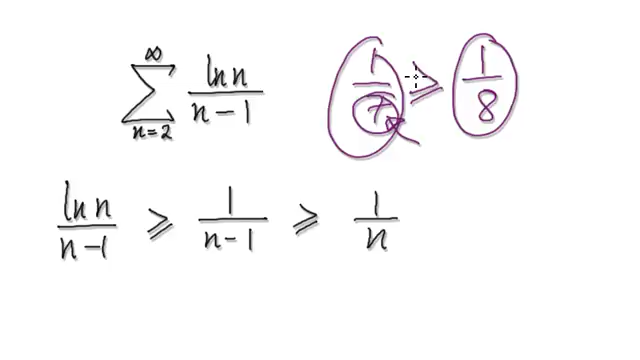 ∞
∑ ln n / (n − 1)    1/7 ≥ 1/8
n=2
ln n / (n − 1) ≥ 1 / (n − 1) ≥ 1 / n